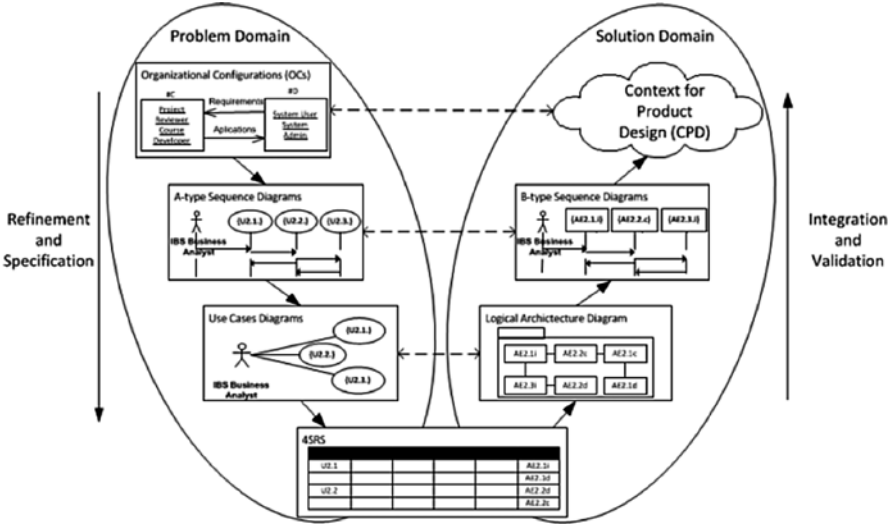 Problem Domain
Solution Domain
Organizational Configurations (OCs)
#C
#D
Requirements
Project
Reviewer
Course
Developer
System User
System
Admin
Aplications
Context for
Product
Design (CPD)
Refinement
and
Specification
A-type Sequence Diagrams
{U2.1.}
{U2.2.}
{U2.3.}
IBS Business
Analyst
B-type Sequence Diagrams
{AE2.1.i}
{AE2.2.c}
{AE2.3.i}
IBS Business
Analyst
Integration
and
Validation
Use Cases Diagrams
{U2.1.}
{U2.2.}
{U2.3.}
IBS Business
Analyst
Logical Archictecture Diagram
AE2.1i
AE2.2c
AE2.1c
AE2.3i
AE2.2d
AE2.1d
4SRS
U2.1
AE2.1i
AE2.1d
U2.2
AE2.2d
AE2.2c